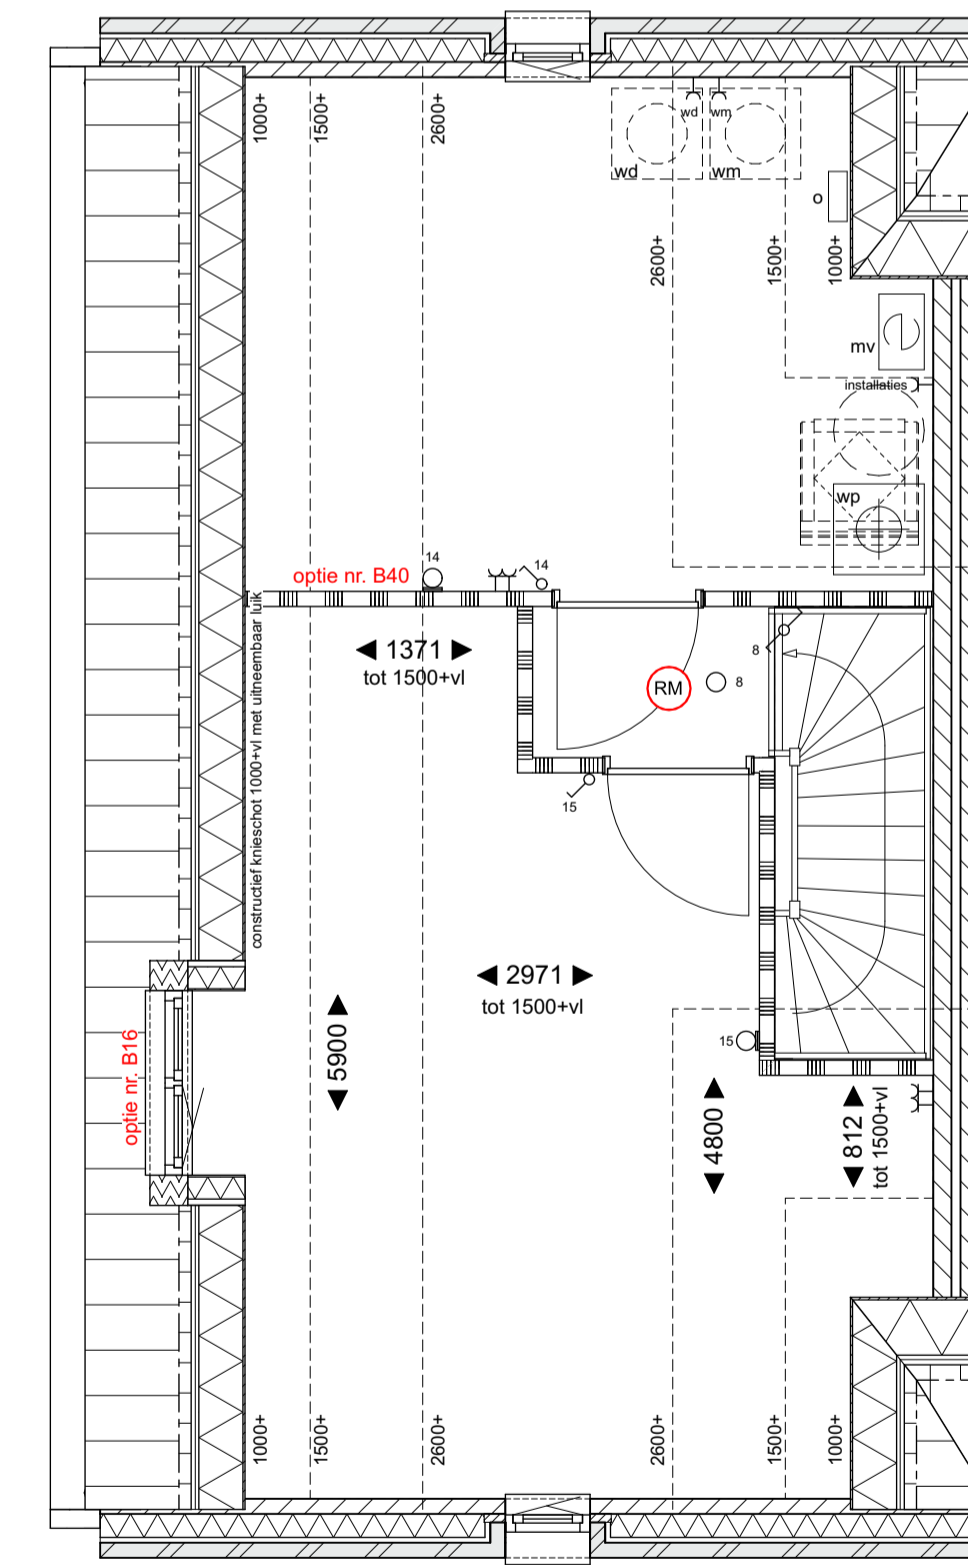 1000+
1500+
2600+
wd
wm
wd
wm
o
2600+
1500+
1000+
mv
installaties
wp
14
14
optie nr. B40
constructief knieschot 1000+vl met uitneembaar luik
1371
tot 1500+vl
8
RM
8
15
2971
tot 1500+vl
optie nr. B16
5900
15
4800
812
tot 1500+vl
1000+
1500+
2600+
2600+
1500+
1000+